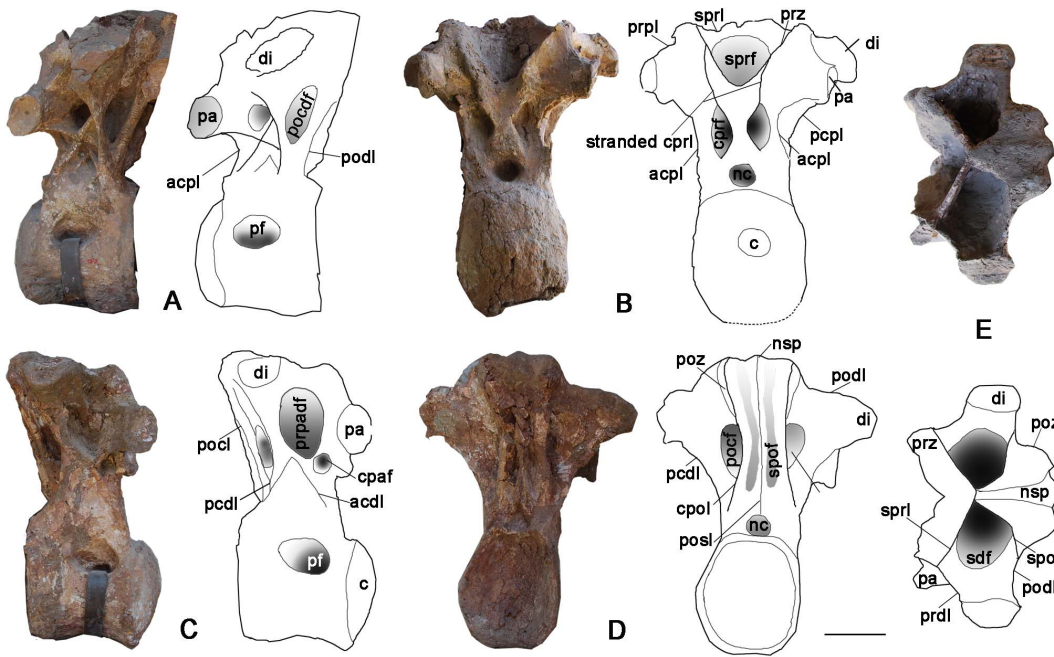 di
pa
pocdf
podl
acpl
pf
A
prpl
sprl
prz
di
sprf
pa
stranded cprl
cprf
pcpl
acpl
acpl
nc
c
B
E
di
prpadf
pocl
pa
cpaf
pcdl
acdl
pf
c
C
poz
nsp
podl
di
pocf
spof
pcdl
cpol
posl
nc
D
di
prz
poz
nsp
sprl
sdf
spo
pa
podl
prdl